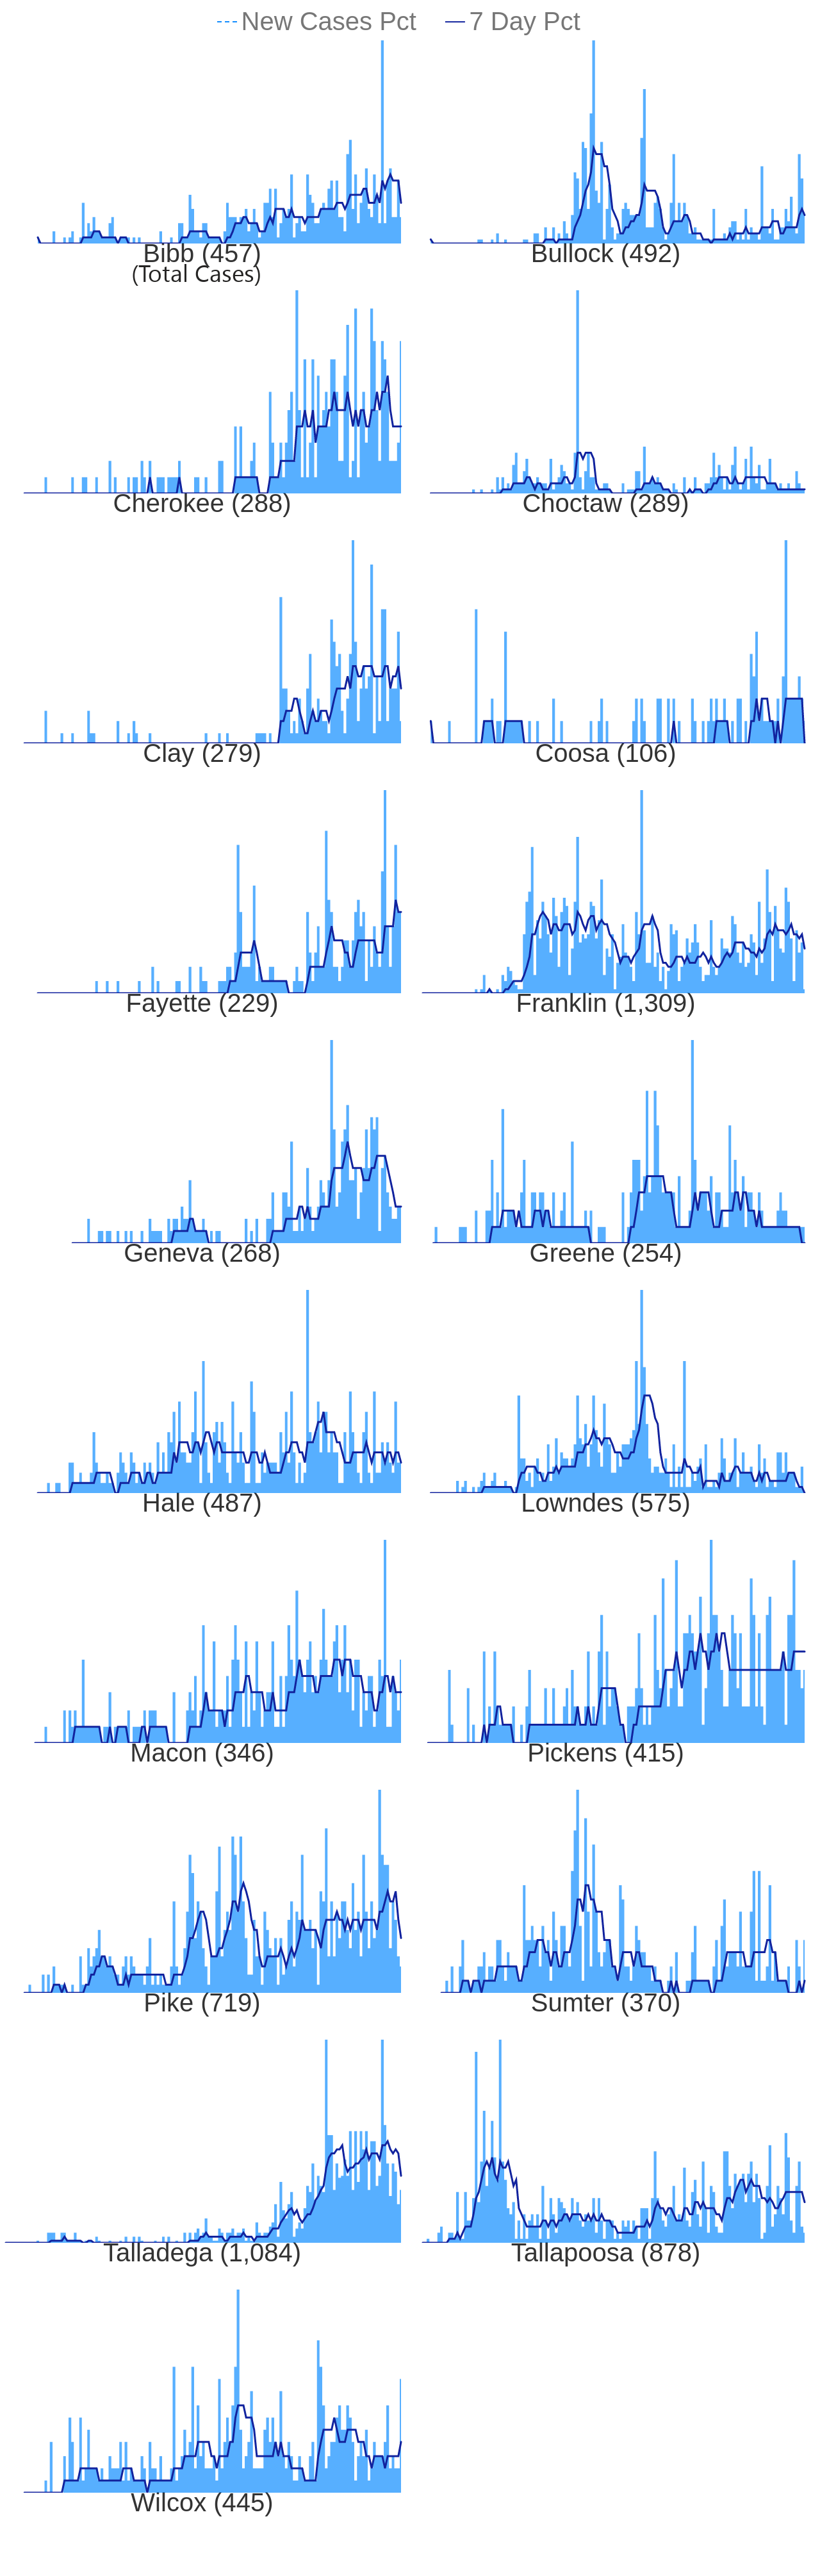 New Cases Pct 7 Day Pct
Bibb (457) Bullock (492)
(Total Cases)
Cherokee (288) Choctaw (289)
Clay (279) Coosa (106)
Fayette (229) Franklin (1,309)
Geneva (268) Greene (254)
Hale (487) Lowndes (575)
Macon (346) Pickens (415)
Pike (719) Sumter (370)
Talladega (1,084) Tallapoosa (878)
Wilcox (445)